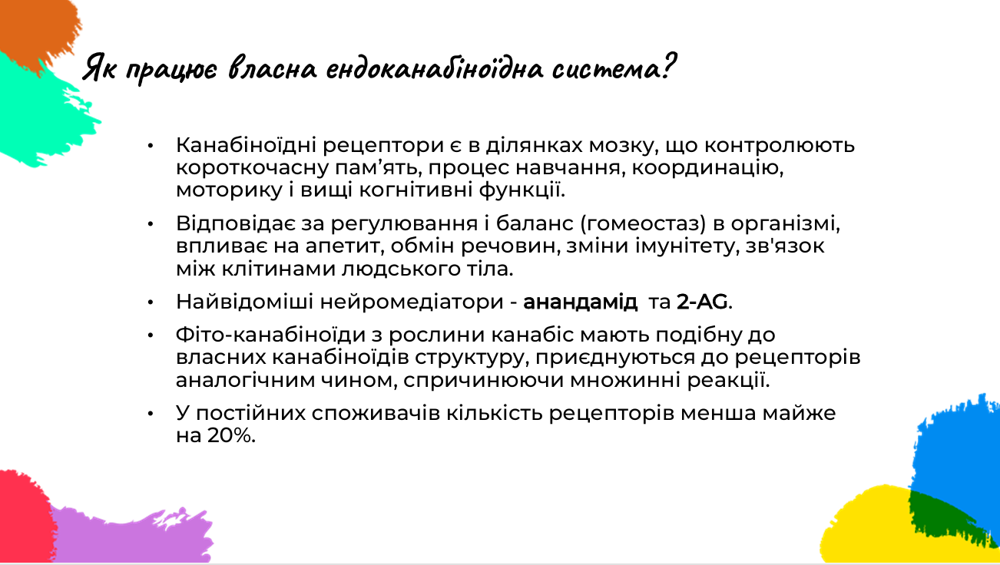 Як працює власна ендоканабіноїдна система?
• Канабіноїдні рецептори є в ділянках мозку, що контролюють
короткочасну пам’ять, процес навчання, координацію,
моторику і вищі когнітивні функції.
• Відповідає за регулювання і баланс (гомеостаз) в організмі,
впливає на апетит, обмін речовин, зміни імунітету, зв'язок
між клітинами людського тіла.
• Найвідоміші нейромедіатори - анандамід та 2-AG.
• Фіто-канабіноїди з рослини канабіс мають подібну до
власних канабіноїдів структуру, приєднуються до рецепторів
аналогічним чином, спричинюючи множинні реакції.
• У постійних споживачів кількість рецепторів менша майже
на 20%.